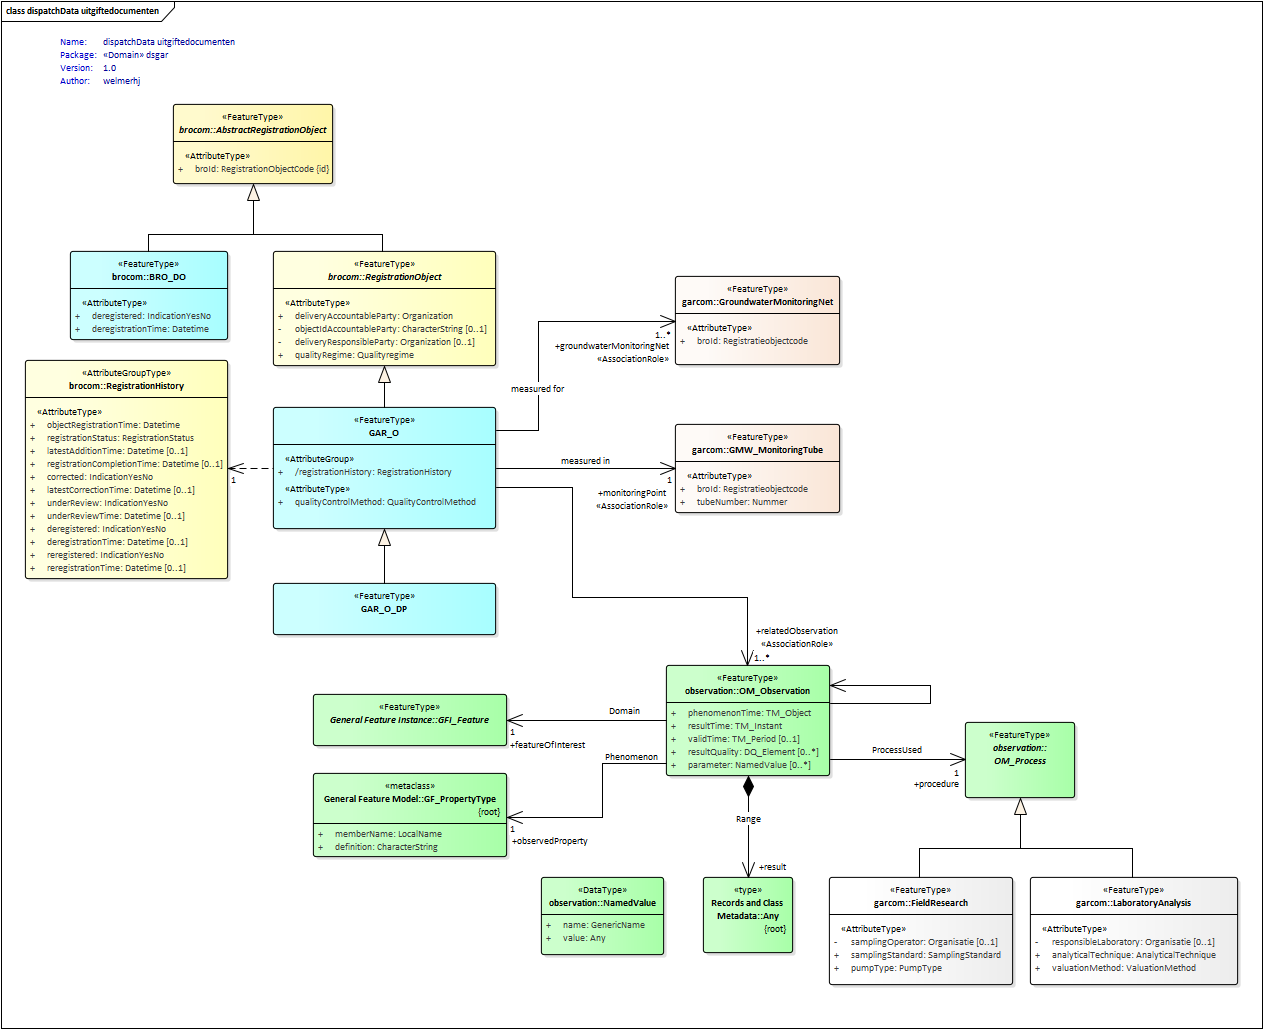 class dispatchData uitgiftedocumenten
Name: dispatchData uitgiftedocumenten
Package: «Domain» dsgar
Version: 1.0
Author: welmerhj
«FeatureType»
brocom::AbstractRegistrationObject
«AttributeType»
+ broId: RegistrationObjectCode {id}
«FeatureType»
brocom::BRO_DO
«AttributeType»
+ deregistered: IndicationYesNo
+ deregistrationTime: Datetime
«FeatureType»
brocom::RegistrationObject
«AttributeType»
+ deliveryAccountableParty: Organization
- objectIdAccountableParty: CharacterString [0..1]
- deliveryResponsibleParty: Organization [0..1]
+ qualityRegime: Qualityregime
«FeatureType»
garcom::GroundwaterMonitoringNet
«AttributeType»
+ broId: Registratieobjectcode
1..*
+groundwaterMonitoringNet
«AssociationRole»
measured for
«AttributeGroupType»
brocom::RegistrationHistory
«AttributeType»
+ objectRegistrationTime: Datetime
+ registrationStatus: RegistrationStatus
+ latestAdditionTime: Datetime [0..1]
+ registrationCompletionTime: Datetime [0..1]
+ corrected: IndicationYesNo
+ latestCorrectionTime: Datetime [0..1]
+ underReview: IndicationYesNo
+ underReviewTime: Datetime [0..1]
+ deregistered: IndicationYesNo
+ deregistrationTime: Datetime [0..1]
+ reregistered: IndicationYesNo
+ reregistrationTime: Datetime [0..1]
1
«FeatureType»
GAR_O
«AttributeGroup»
+ /registrationHistory: RegistrationHistory
«AttributeType»
+ qualityControlMethod: QualityControlMethod
measured in
1
+monitoringPoint
«AssociationRole»
«FeatureType»
garcom::GMW_MonitoringTube
«AttributeType»
+ broId: Registratieobjectcode
+ tubeNumber: Nummer
«FeatureType»
GAR_O_DP
+relatedObservation
«AssociationRole»
1..*
«FeatureType»
observation::OM_Observation
+ phenomenonTime: TM_Object
+ resultTime: TM_Instant
+ validTime: TM_Period [0..1]
+ resultQuality: DQ_Element [0..*]
+ parameter: NamedValue [0..*]
«FeatureType»
General Feature Instance::GFI_Feature
Domain
1
+featureOfInterest
Phenomenon
«metaclass»
General Feature Model::GF_PropertyType
{root}
+ memberName: LocalName
+ definition: CharacterString
1
+observedProperty
ProcessUsed
1
+procedure
«FeatureType»
observation::
OM_Process
Range
+result
«DataType»
observation::NamedValue
+ name: GenericName
+ value: Any
«type»
Records and Class
Metadata::Any
{root}
«FeatureType»
garcom::FieldResearch
«AttributeType»
- samplingOperator: Organisatie [0..1]
+ samplingStandard: SamplingStandard
+ pumpType: PumpType
«FeatureType»
garcom::LaboratoryAnalysis
«AttributeType»
- responsibleLaboratory: Organisatie [0..1]
+ analyticalTechnique: AnalyticalTechnique
+ valuationMethod: ValuationMethod